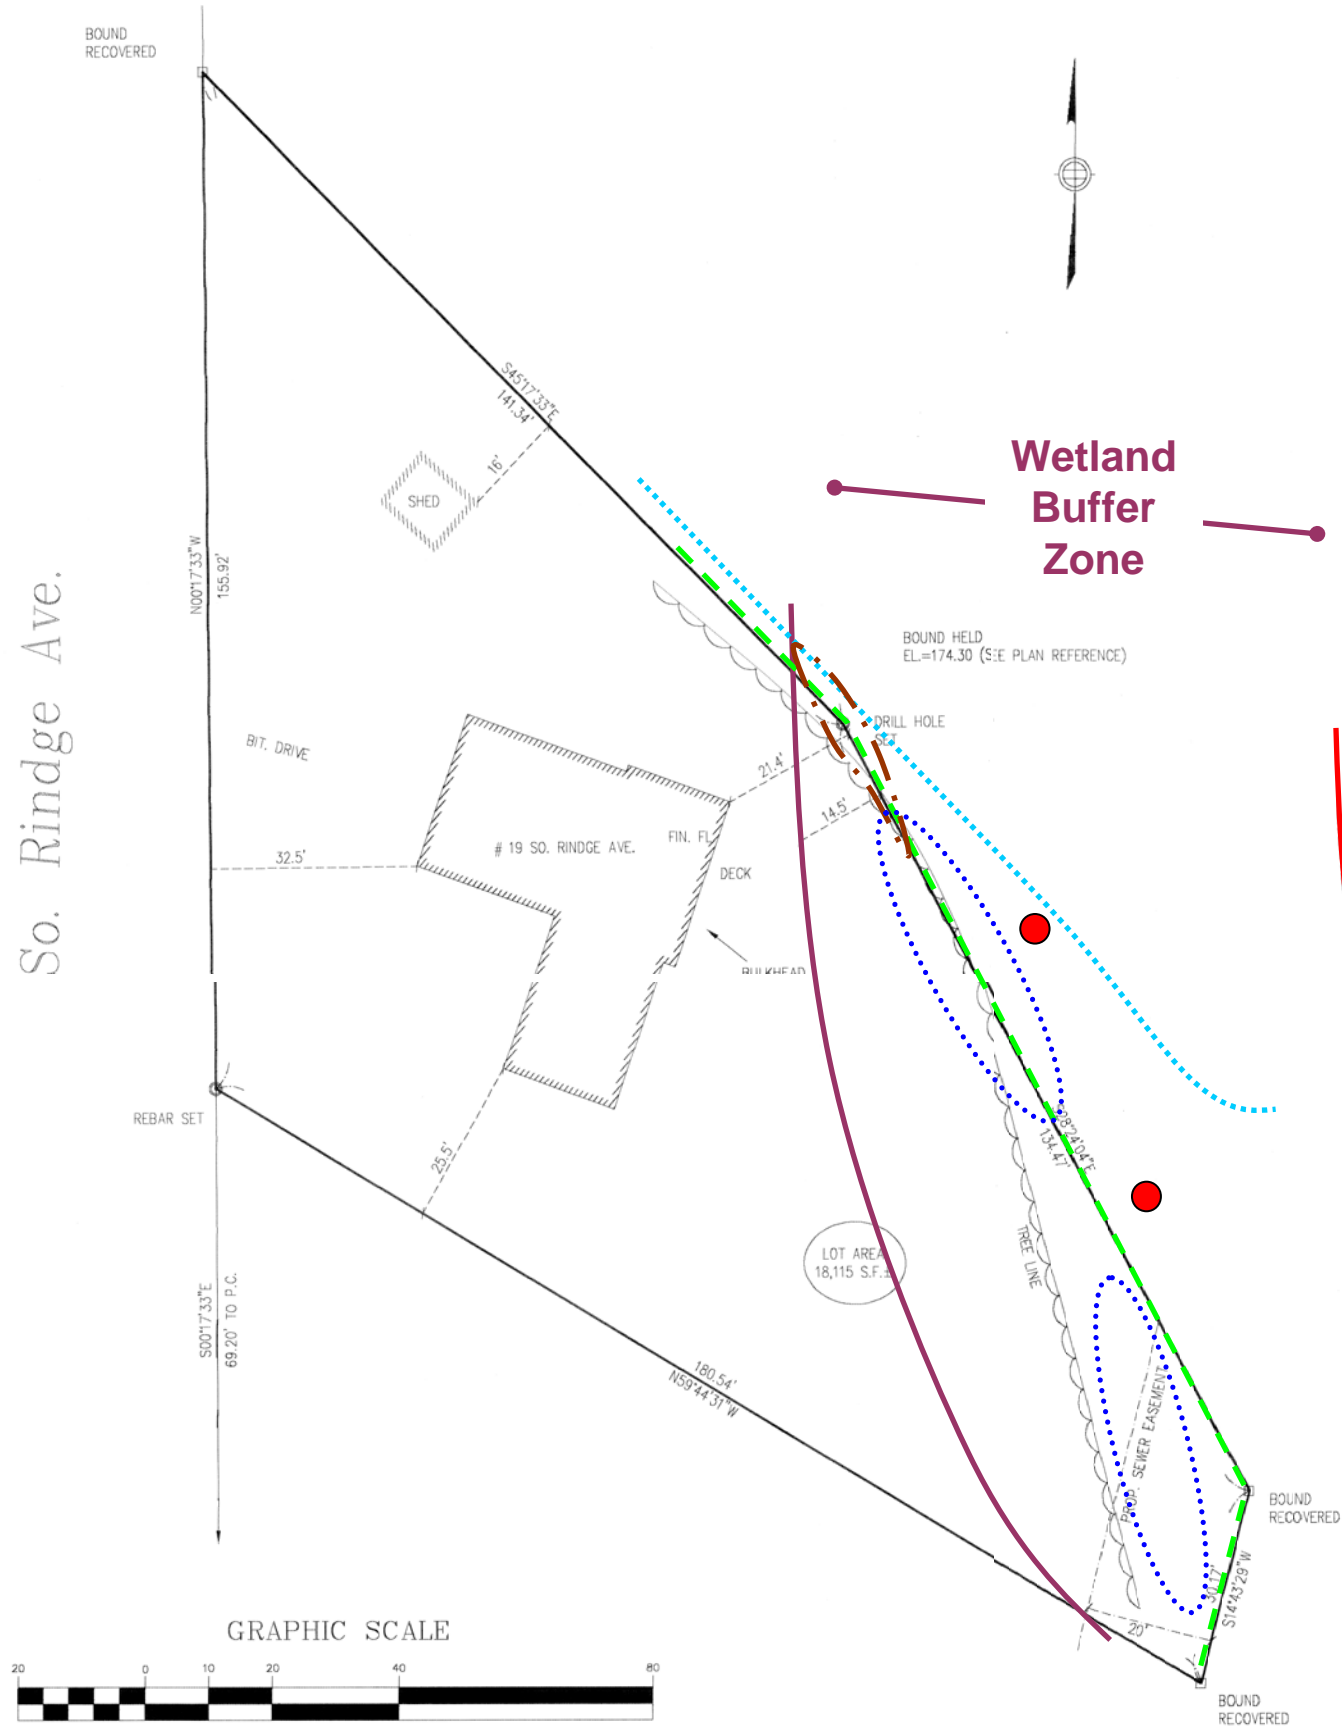 BOUND
RECOVERED
S45°17'33"E
141.34'
16'
SHED
Wetland
Buffer
Zone
N00°17'33"W
155.92'
So. Rindge Ave.
BOUND HELD
EL.=174.30 (SEE PLAN REFERENCE)
DRILL HOLE
SET
BIT. DRIVE
21.4'
14.5'
FIN. FL
# 19 SO. RINDGE AVE.
32.5'
DECK
BULKHEAD
REBAR SET
S28°24'04"E
134.47'
25.5'
TREE LINE
LOT AREA
18,115 S.F.±
S00°17'33"E
69.20' TO P.C.
180.54'
N59°44'31"W
PROP. SEWER EASEMENT
BOUND
RECOVERED
30.17'
S14°43'29"W
20'
GRAPHIC SCALE
20 0 10 20 40 80
BOUND
RECOVERED